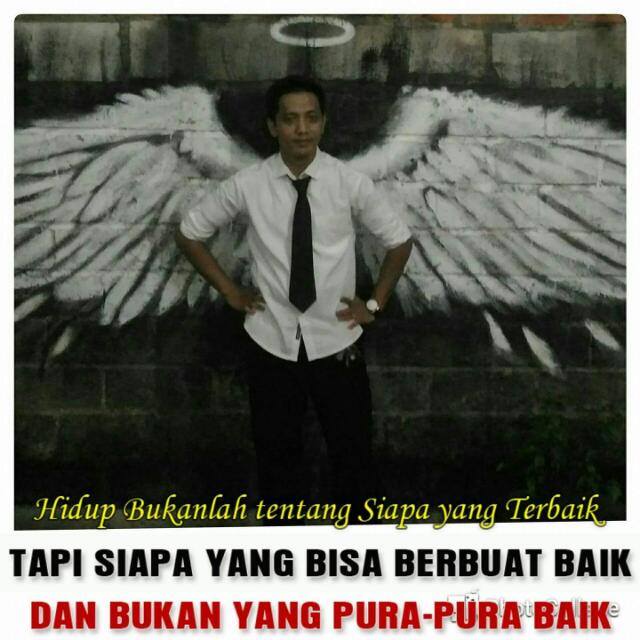 Hidup Bukanlah tentang Siapa yang Terbaik
TAPI SIAPA YANG BISA BERBUAT BAIK
DAN BUKAN YANG PURA-PURA BAIK